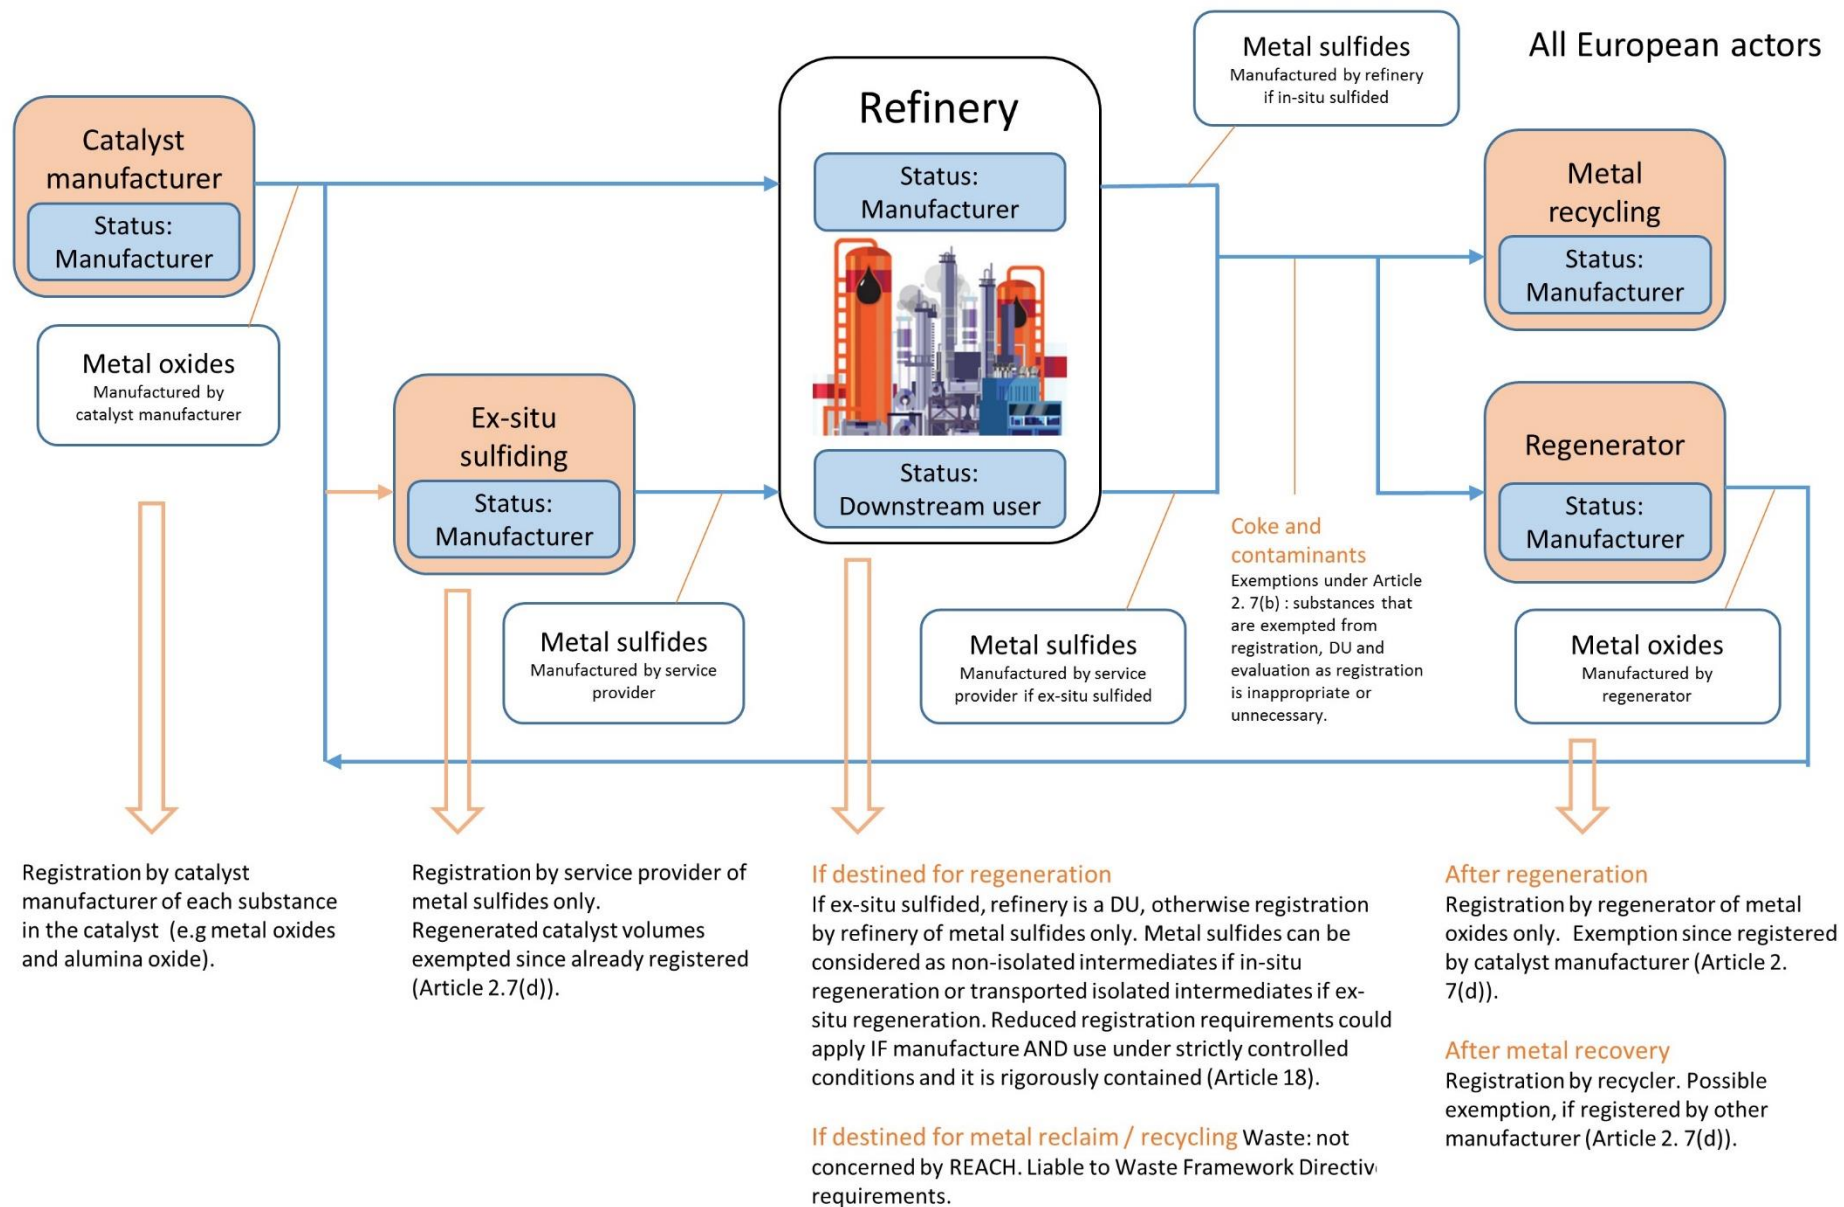 All European actors
Catalyst
manufacturer
Status:
Manufacturer
Metal oxides
Manufactured by
catalyst manufacturer
Ex-situ
sulfiding
Status:
Manufacturer
Metal sulfides
Manufactured by service
provider
Refinery
Status:
Manufacturer
Status:
Downstream user
Metal sulfides
Manufactured by refinery
if in-situ sulfided
Metal sulfides
Manufactured by service
provider if ex-situ sulfided
Coke and
contaminants
Exemptions under Article
2. 7(b) : substances that
are exempted from
registration, DU and
evaluation as registration
is inappropriate or
unnecessary.
Metal
recycling
Status:
Manufacturer
Regenerator
Status:
Manufacturer
Metal oxides
Manufactured by
regenerator
Registration by catalyst
manufacturer of each substance
in the catalyst (e.g metal oxides
and alumina oxide).
Registration by service provider of
metal sulfides only.
Regenerated catalyst volumes
exempted since already registered
(Article 2.7(d)).
If destined for regeneration
If ex-situ sulfided, refinery is a DU, otherwise registration
by refinery of metal sulfides only. Metal sulfides can be
considered as non-isolated intermediates if in-situ
regeneration or transported isolated intermediates if ex-
situ regeneration. Reduced registration requirements could
apply IF manufacture AND use under strictly controlled
conditions and it is rigorously contained (Article 18).
If destined for metal reclaim / recycling Waste: not
concerned by REACH. Liable to Waste Framework Directiv
requirements.
After regeneration
Registration by regenerator of metal
oxides only. Exemption since registered
by catalyst manufacturer (Article 2.
7(d)).
After metal recovery
Registration by recycler. Possible
exemption, if registered by other
manufacturer (Article 2. 7(d)).